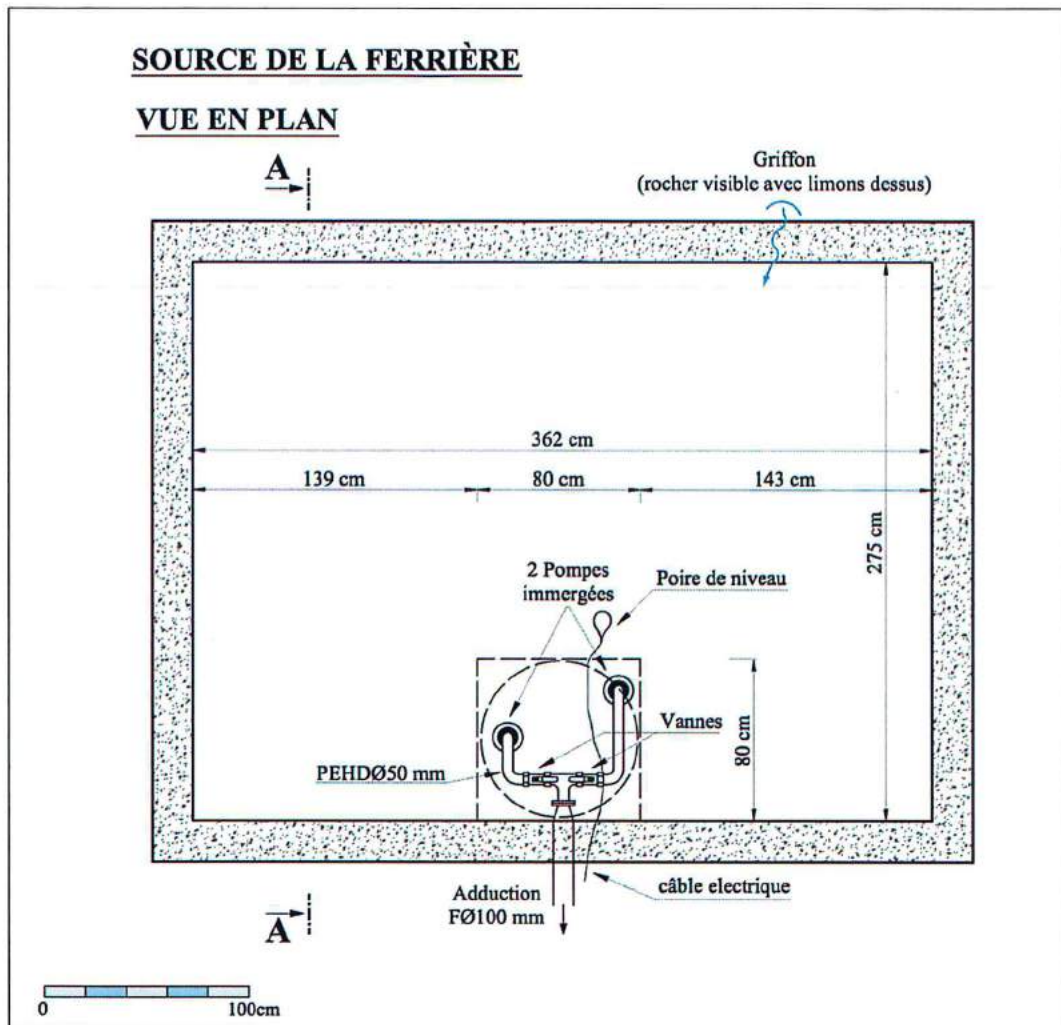 SOURCE DE LA FERRIÈRE
VUE EN PLAN
A
Griffon
(rocher visible avec limons dessus)
362 cm
139 cm
80 cm
143 cm
275 cm
2 Pompes
immergées
Poire de niveau
Vannes
80 cm
PEHDØ50 mm
câble electrique
Adduction
FØ100 mm
A
0
100cm